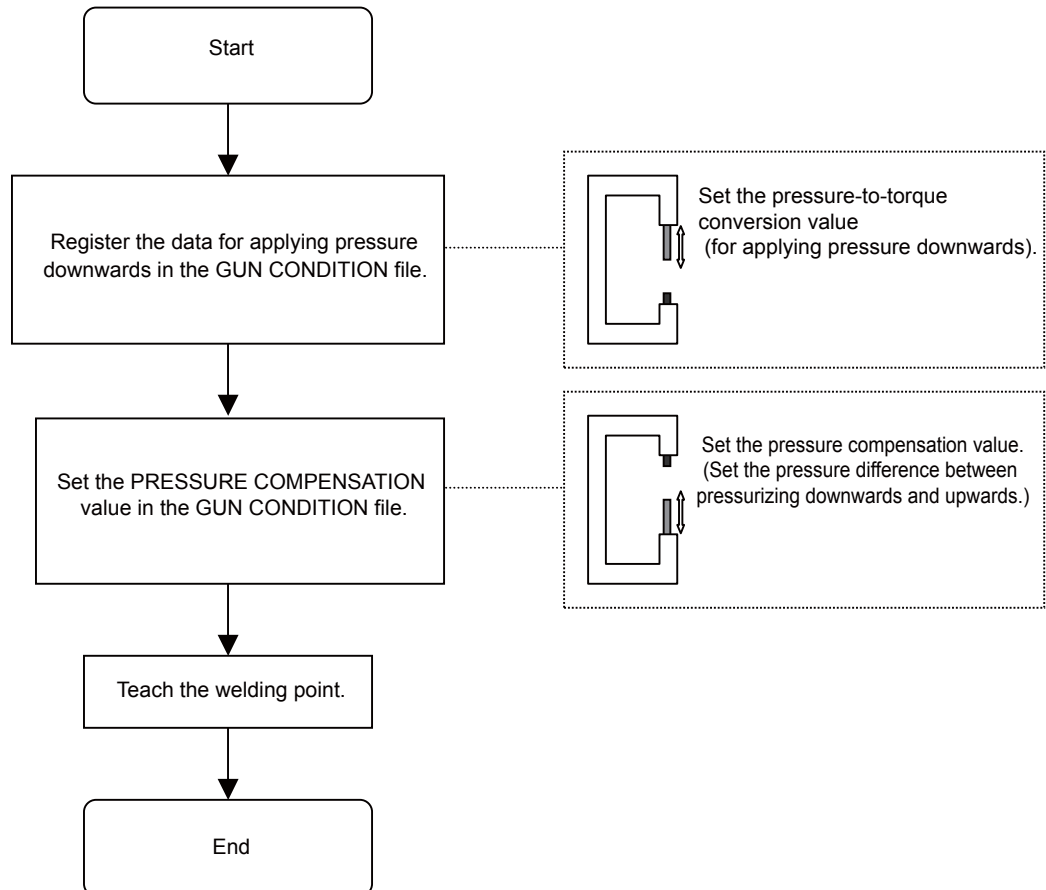 Start
Register the data for applying pressure
downwards in the GUN CONDITION file.
Set the pressure-to-torque
conversion value
(for applying pressure downwards).
Set the PRESSURE COMPENSATION
value in the GUN CONDITION file.
Set the pressure compensation value.
(Set the pressure difference between
pressurizing downwards and upwards.)
Teach the welding point.
End